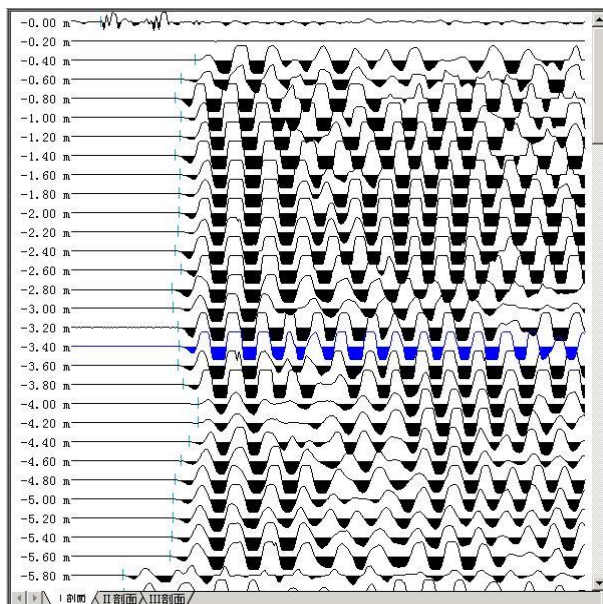 -0.00 m
-0.20 m
-0.40 m
-0.60 m
-0.80 m
-1.00 m
-1.20 m
-1.40 m
-1.60 m
-1.80 m
-2.00 m
-2.20 m
-2.40 m
-2.60 m
-2.80 m
-3.00 m
-3.20 m
-3.40 m
-3.60 m
-3.80 m
-4.00 m
-4.20 m
-4.40 m
-4.60 m
-4.80 m
-5.00 m
-5.20 m
-5.40 m
-5.60 m
-5.80 m
I剖面 II剖面 III剖面